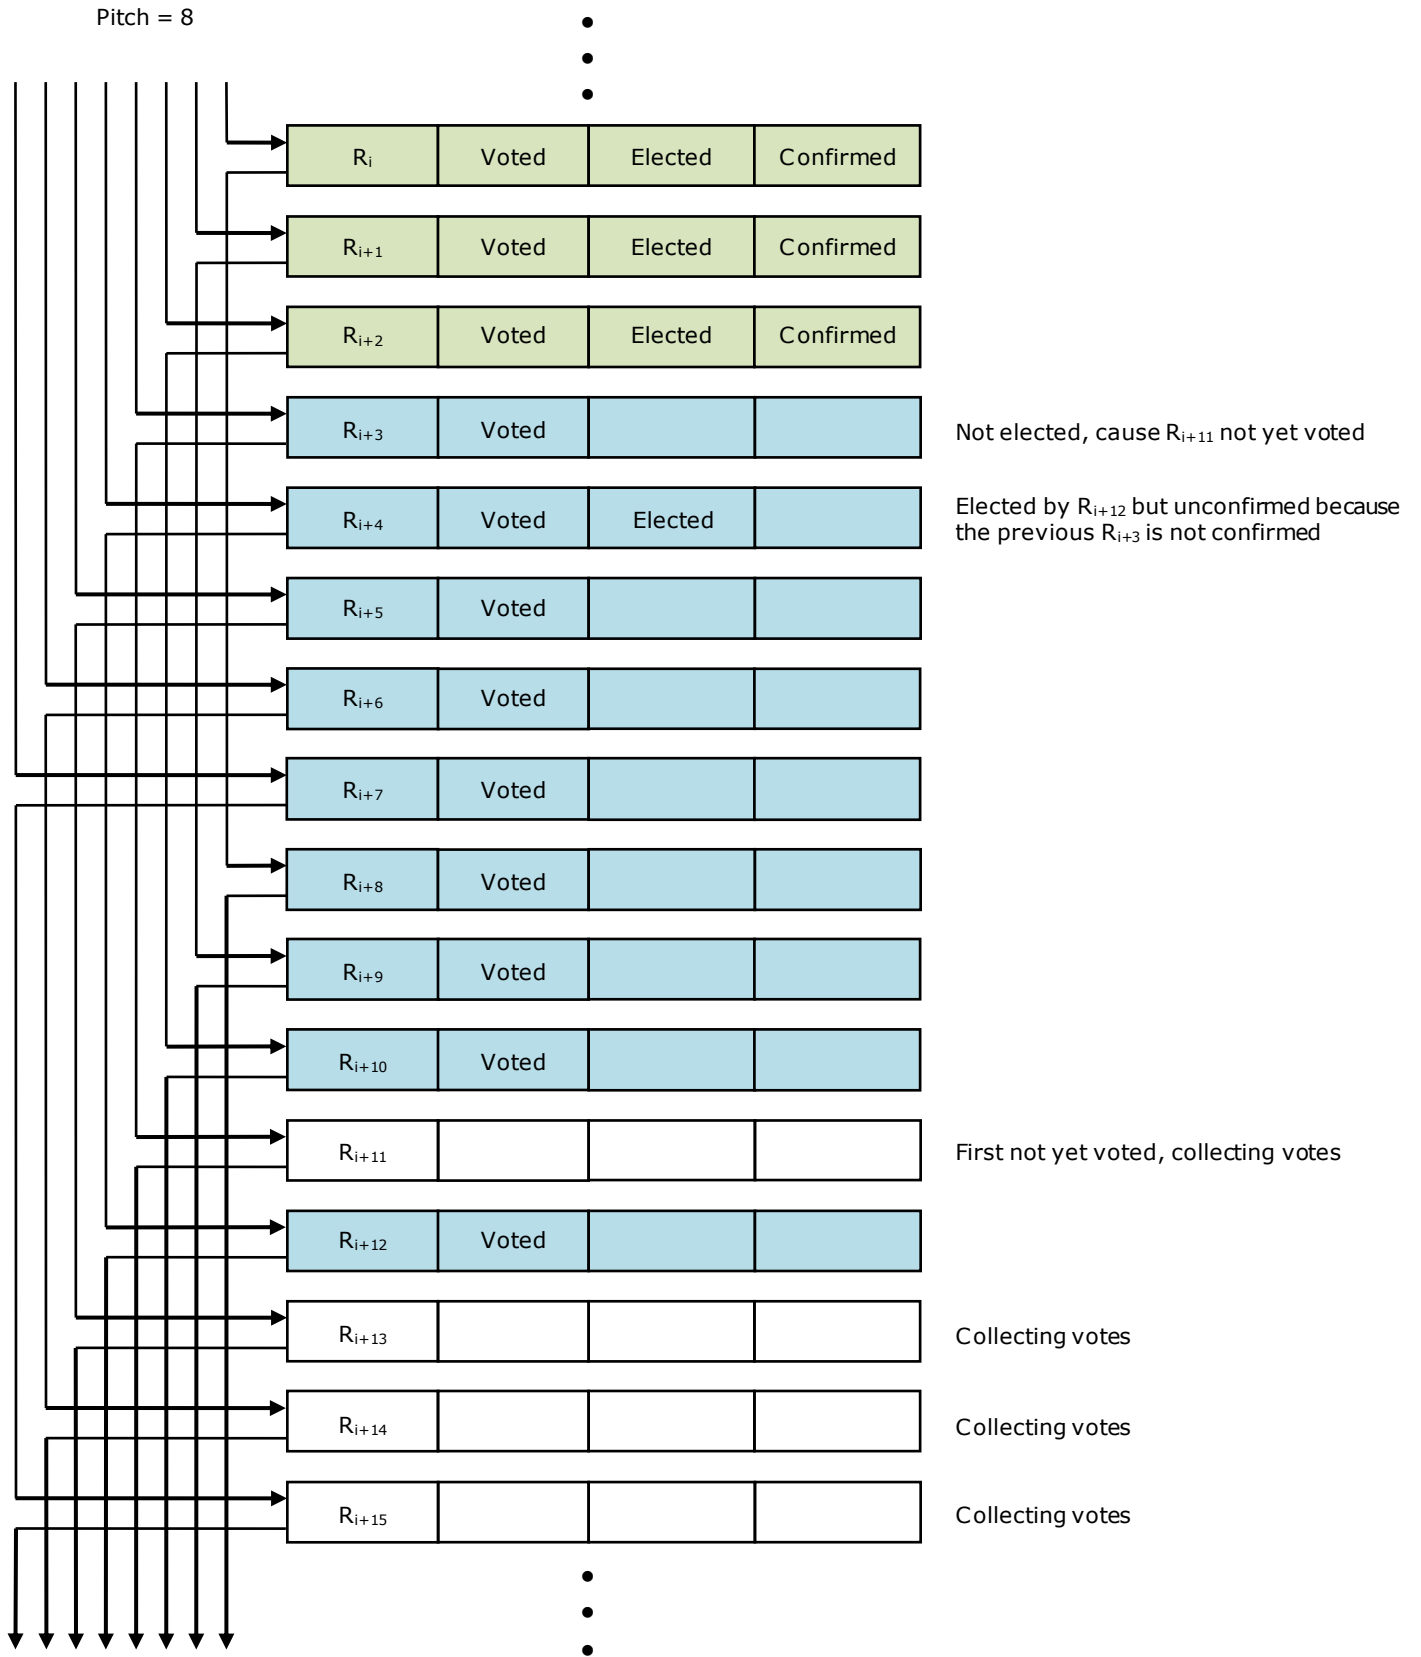 Pitch = 8
Ri Voted Elected Confirmed
Ri+1 Voted Elected Confirmed
Ri+2 Voted Elected Confirmed
Ri+3 Voted
Not elected, cause Ri+11 not yet voted
Ri+4 Voted Elected
Elected by Ri+12 but unconfirmed because
the previous Ri+3 is not confirmed
Ri+5 Voted
Ri+6 Voted
Ri+7 Voted
Ri+8 Voted
Ri+9 Voted
Ri+10 Voted
Ri+11
First not yet voted, collecting votes
Ri+12 Voted
Ri+13
Collecting votes
Ri+14
Collecting votes
Ri+15
Collecting votes